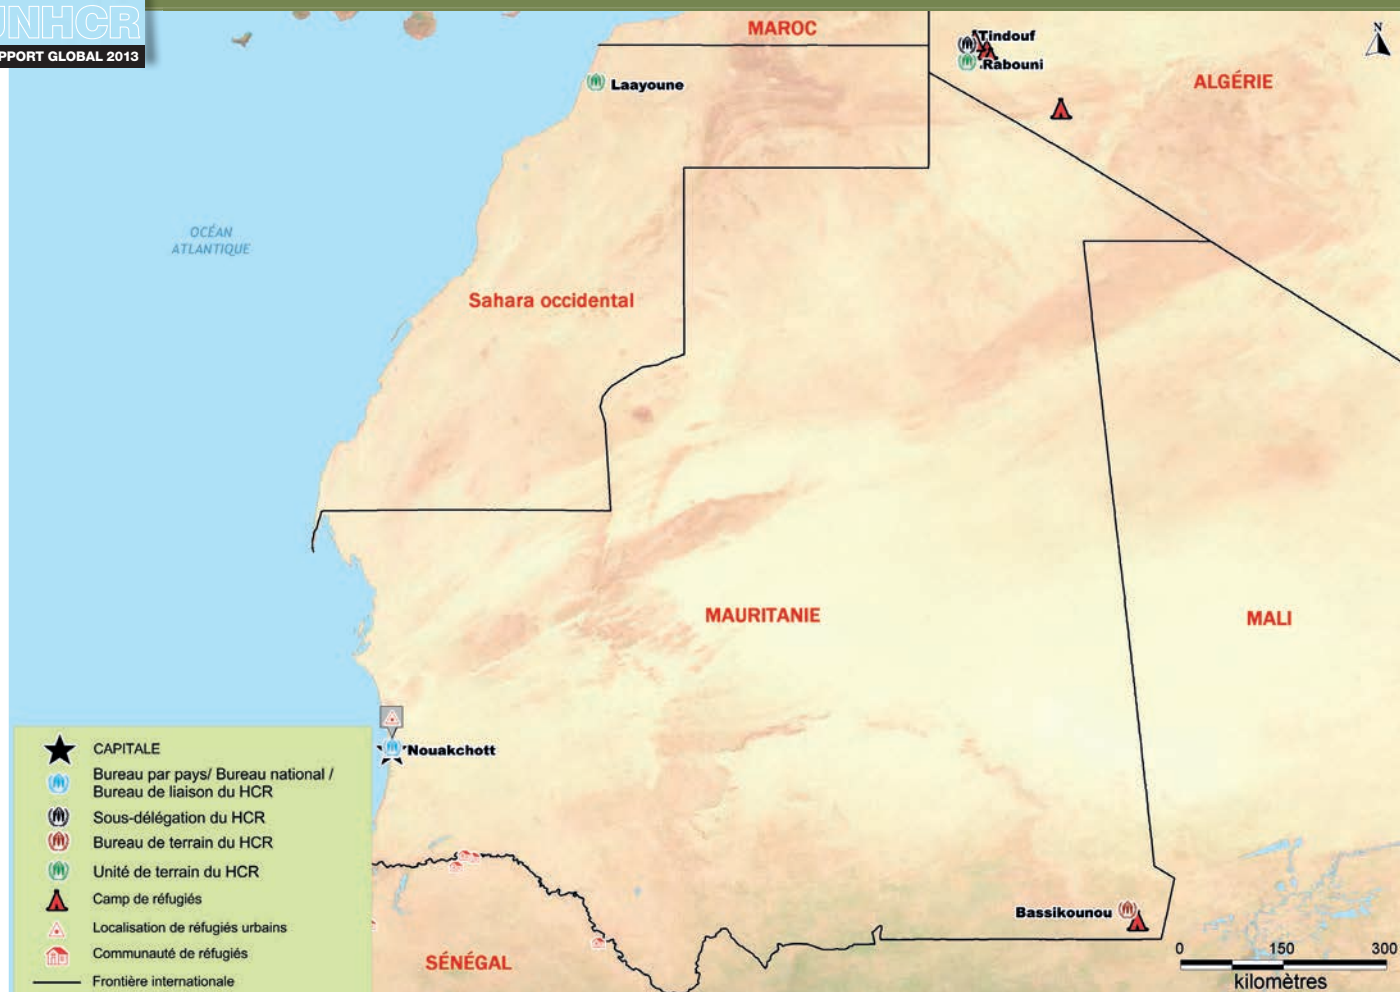 UNHCR
PPORT GLOBAL 2013
MAROC
N
Tindouf
Rabouni
ALGÉRIE
Laayoune
OCÉAN
ATLANTIQUE
Sahara occidental
MAURITANIE
MALI
Nouakchott
CAPITALE
Bureau par pays/ Bureau national /
Bureau de liaison du HCR
Sous-délégation du HCR
Bureau de terrain du HCR
Unité de terrain du HCR
Camp de réfugiés
Localisation de réfugiés urbains
Communauté de réfugiés
Frontière internationale
Bassikounou
SÉNÉGAL
0 150 300
kilomètres